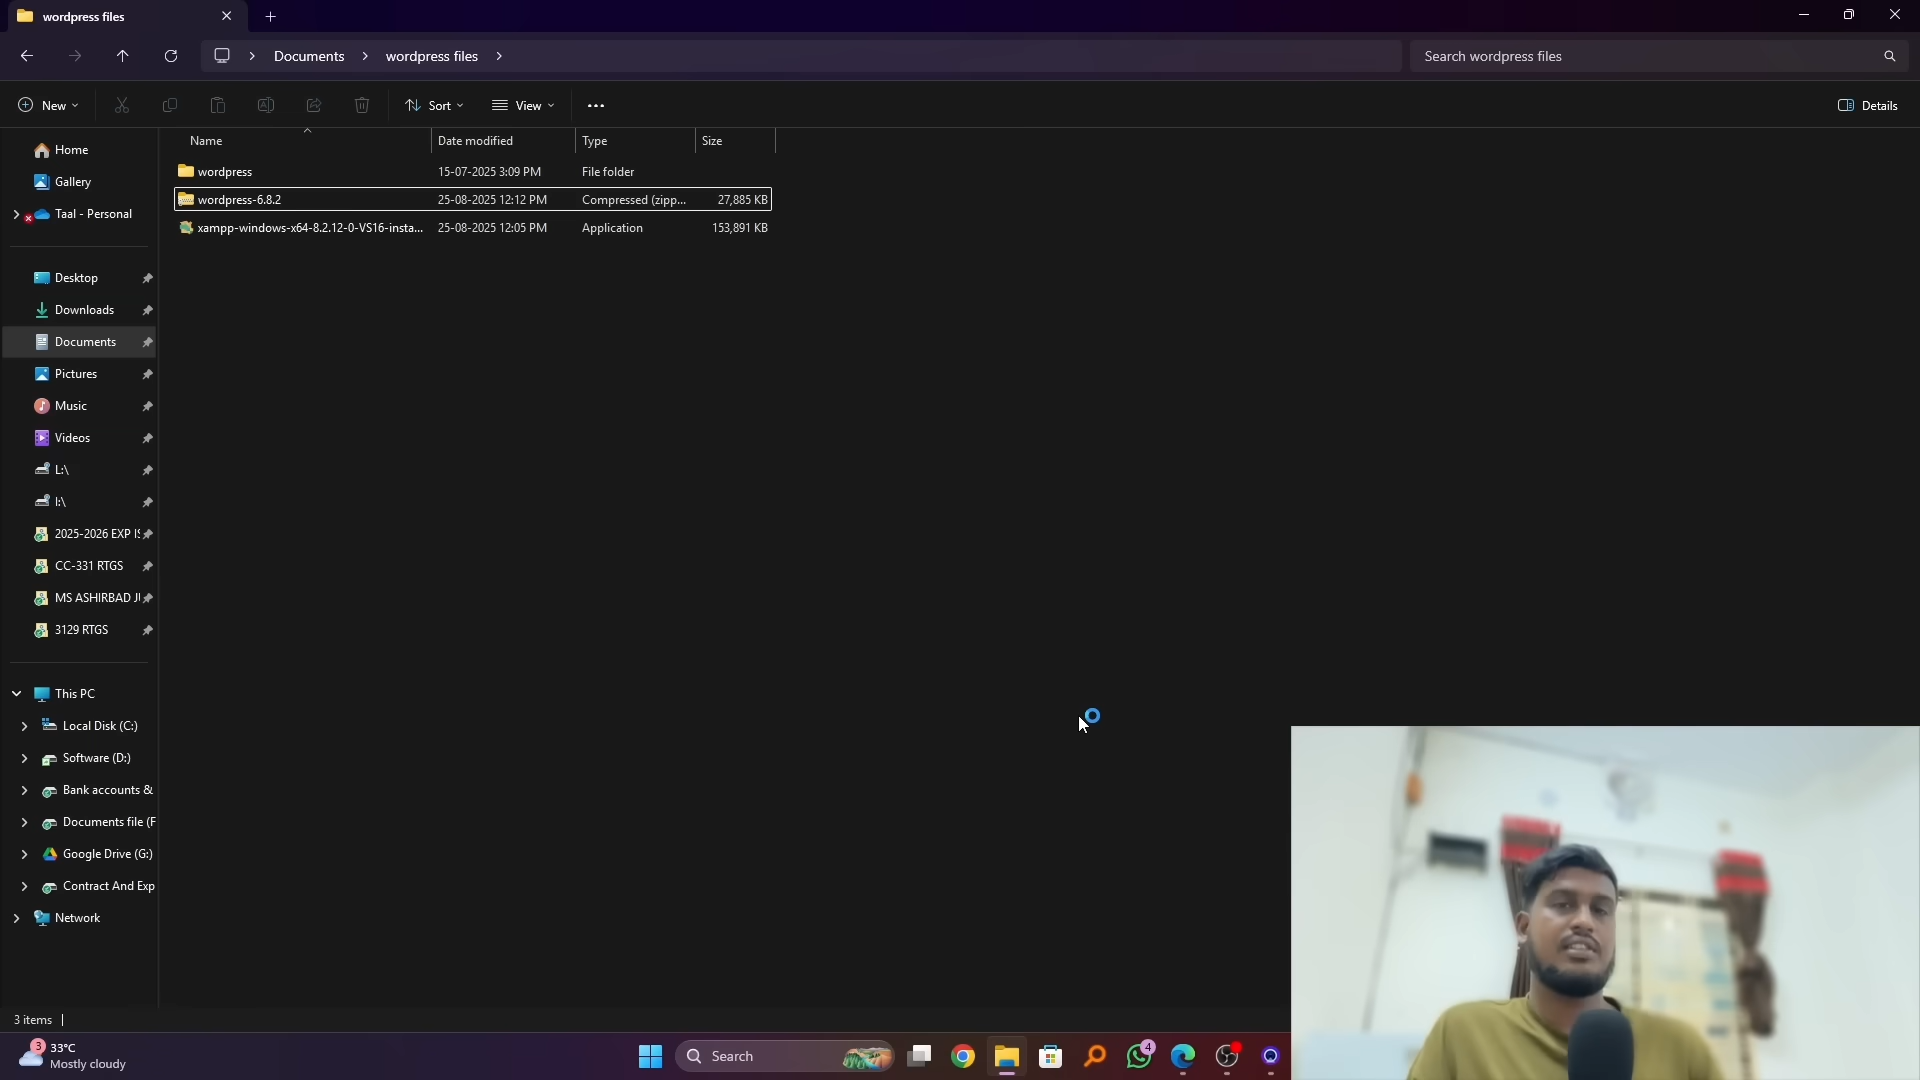 wordpress files
Documents
wordpress files
Search wordpress files
New
Sort
View
Details
Name
Date modified
Type
Size
wordpress
15-07-2025 3:09 PM
File folder
wordpress-6.8.2
25-08-2025 12:12 PM
Compressed (zipp...
27,885 KB
xampp-windows-x64-8.2.12-0-VS16-insta...
25-08-2025 12:05 PM
Application
153,891 KB
Home
Gallery
Taal - Personal
Desktop
Downloads
Documents
Pictures
Music
Videos
L:\
I:\
2025-2026 EXP
CC-331 RTGS
MS ASHIRBAD
3129 RTGS
This PC
Local Disk (C:)
Software (D:)
Bank accounts &
Documents file (F
Google Drive (G:)
Contract And Exp
Network
3 items
3
33°C
Mostly cloudy
Search
4